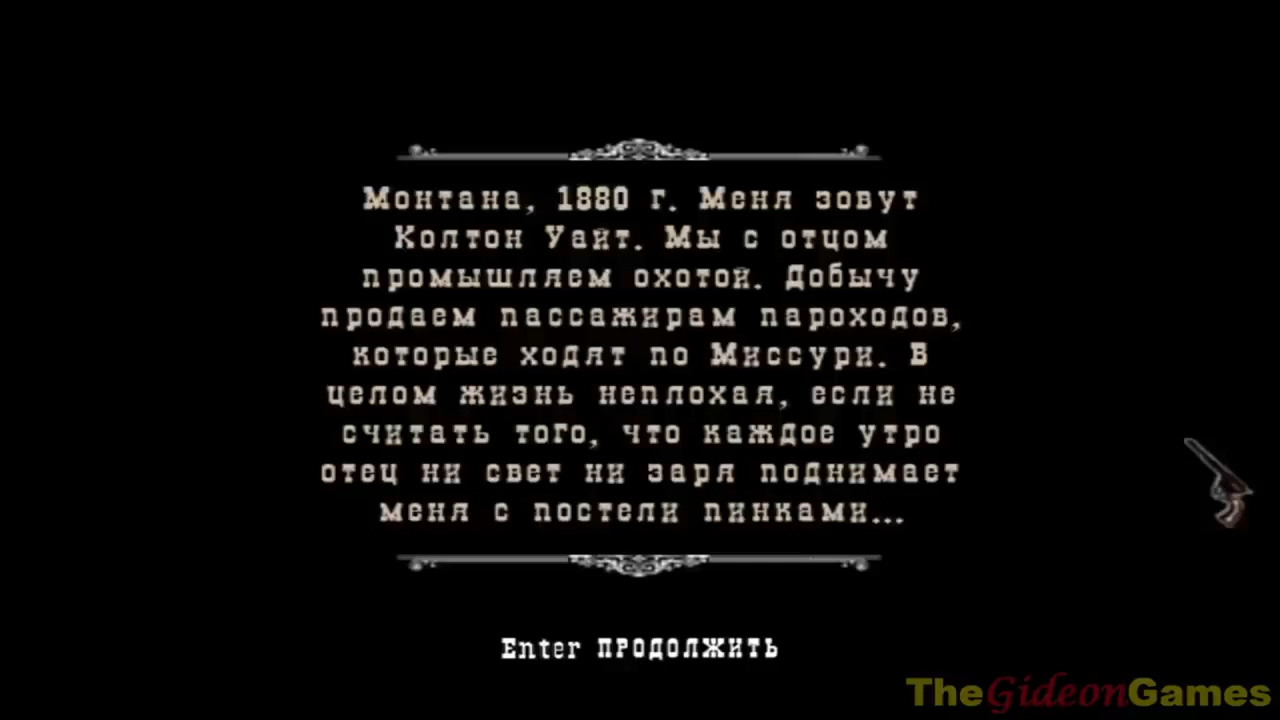 Монтана, 1880 г. Меня зовут
Колтон Уайт. Мы с отцом
промышляем охотой. Добычу
продаем пассажирам пароходов,
которые ходят по Миссури. В
целом жизнь неплохая, если не
считать того, что каждое утро
отец ни свет ни заря поднимает
меня с постели пинками...
Enter ПРОДОЛЖИТЬ
TheGideonGames